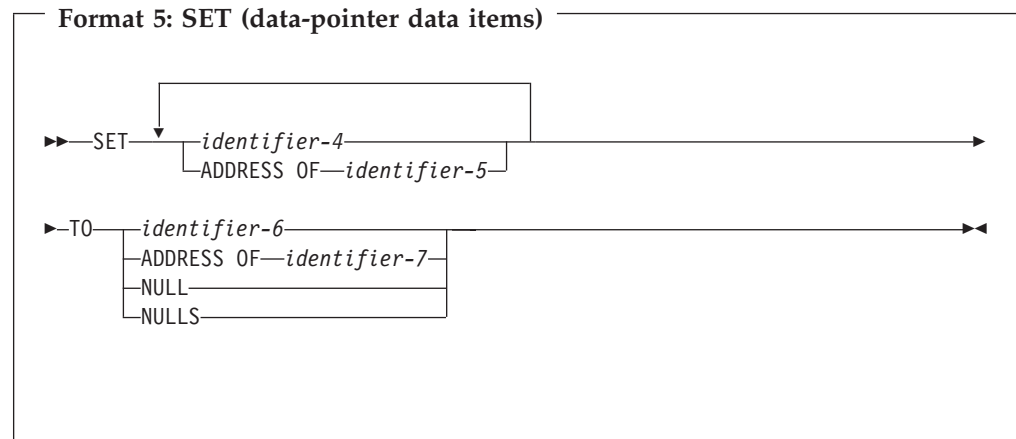 Format 5: SET (data-pointer data items)
SET identifier-4
ADDRESS OF identifier-5
TO identifier-6
ADDRESS OF identifier-7
NULL
NULLS